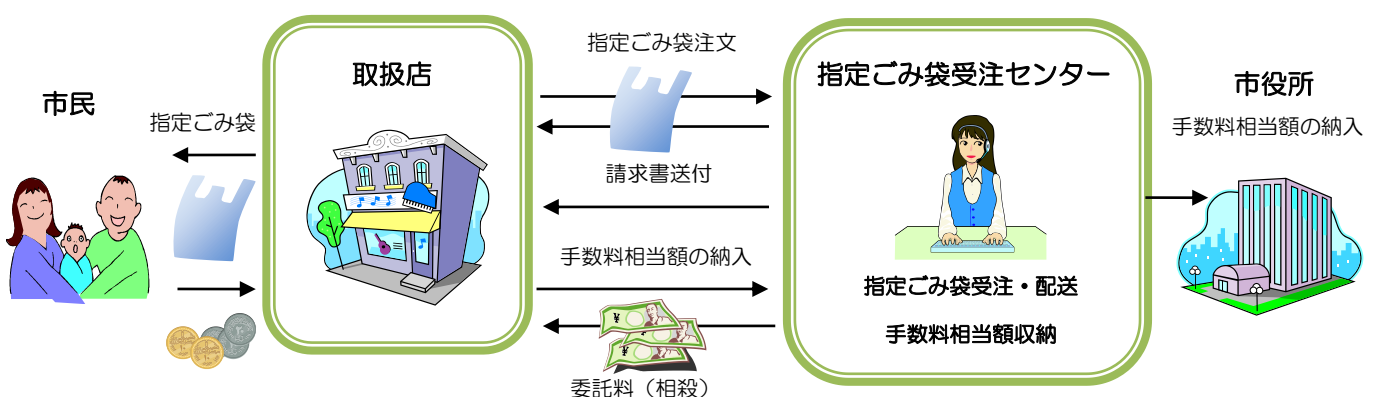 市民
指定ごみ袋
取扱店
指定ごみ袋注文
請求書送付
手数料相当額の納入
委託料（相殺）
指定ごみ袋受注センター
指定ごみ袋受注・配送
手数料相当額収納
市役所
手数料相当額の納入